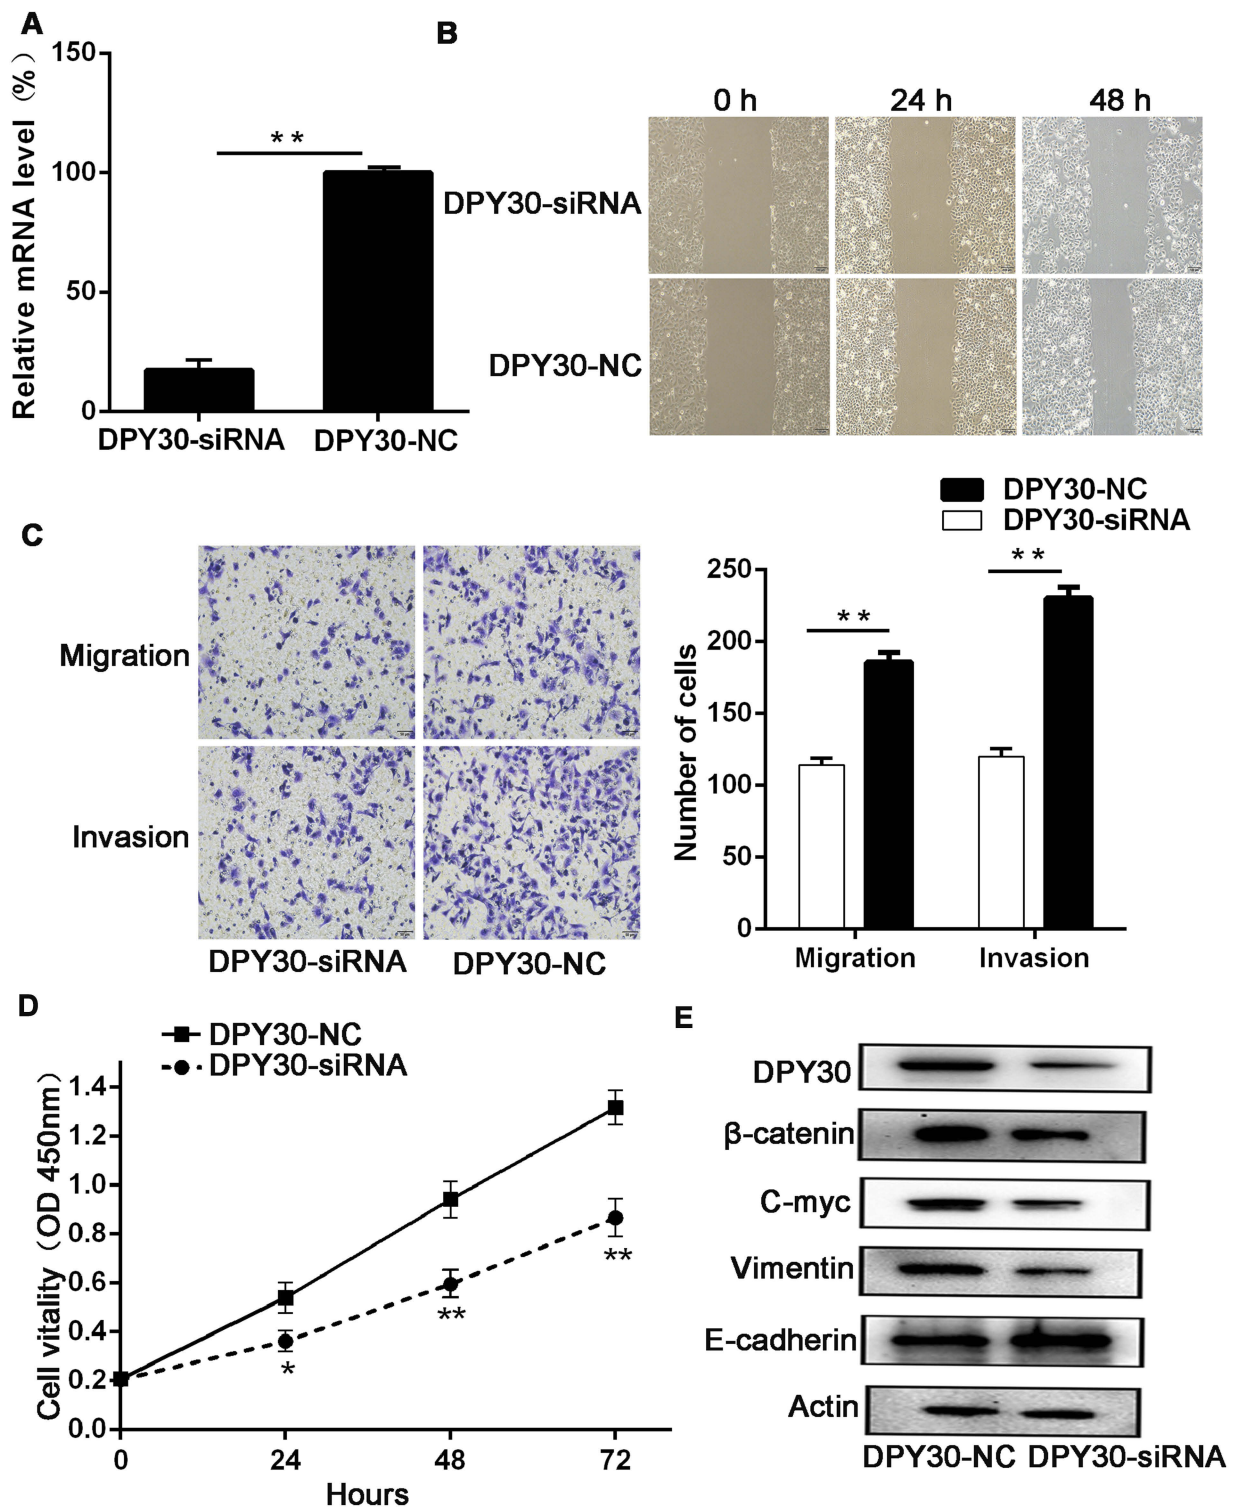 A
Relative mRNA level (%)
150
100
50
0
**
DPY30-siRNA
DPY30-NC
B
0 h
24 h
48 h
DPY30-siRNA
DPY30-NC
C
Migration
Invasion
DPY30-siRNA
DPY30-NC
DPY30-NC
DPY30-siRNA
Number of cells
250
200
150
100
50
0
**
**
Migration
Invasion
D
DPY30-NC
DPY30-siRNA
Cell vitality (OD 450nm)
1.4
1.2
1.0
0.8
0.6
0.4
0.2
0.0
*
**
**
0
24
48
72
Hours
E
DPY30
β-catenin
C-myc
Vimentin
E-cadherin
Actin
DPY30-NC
DPY30-siRNA